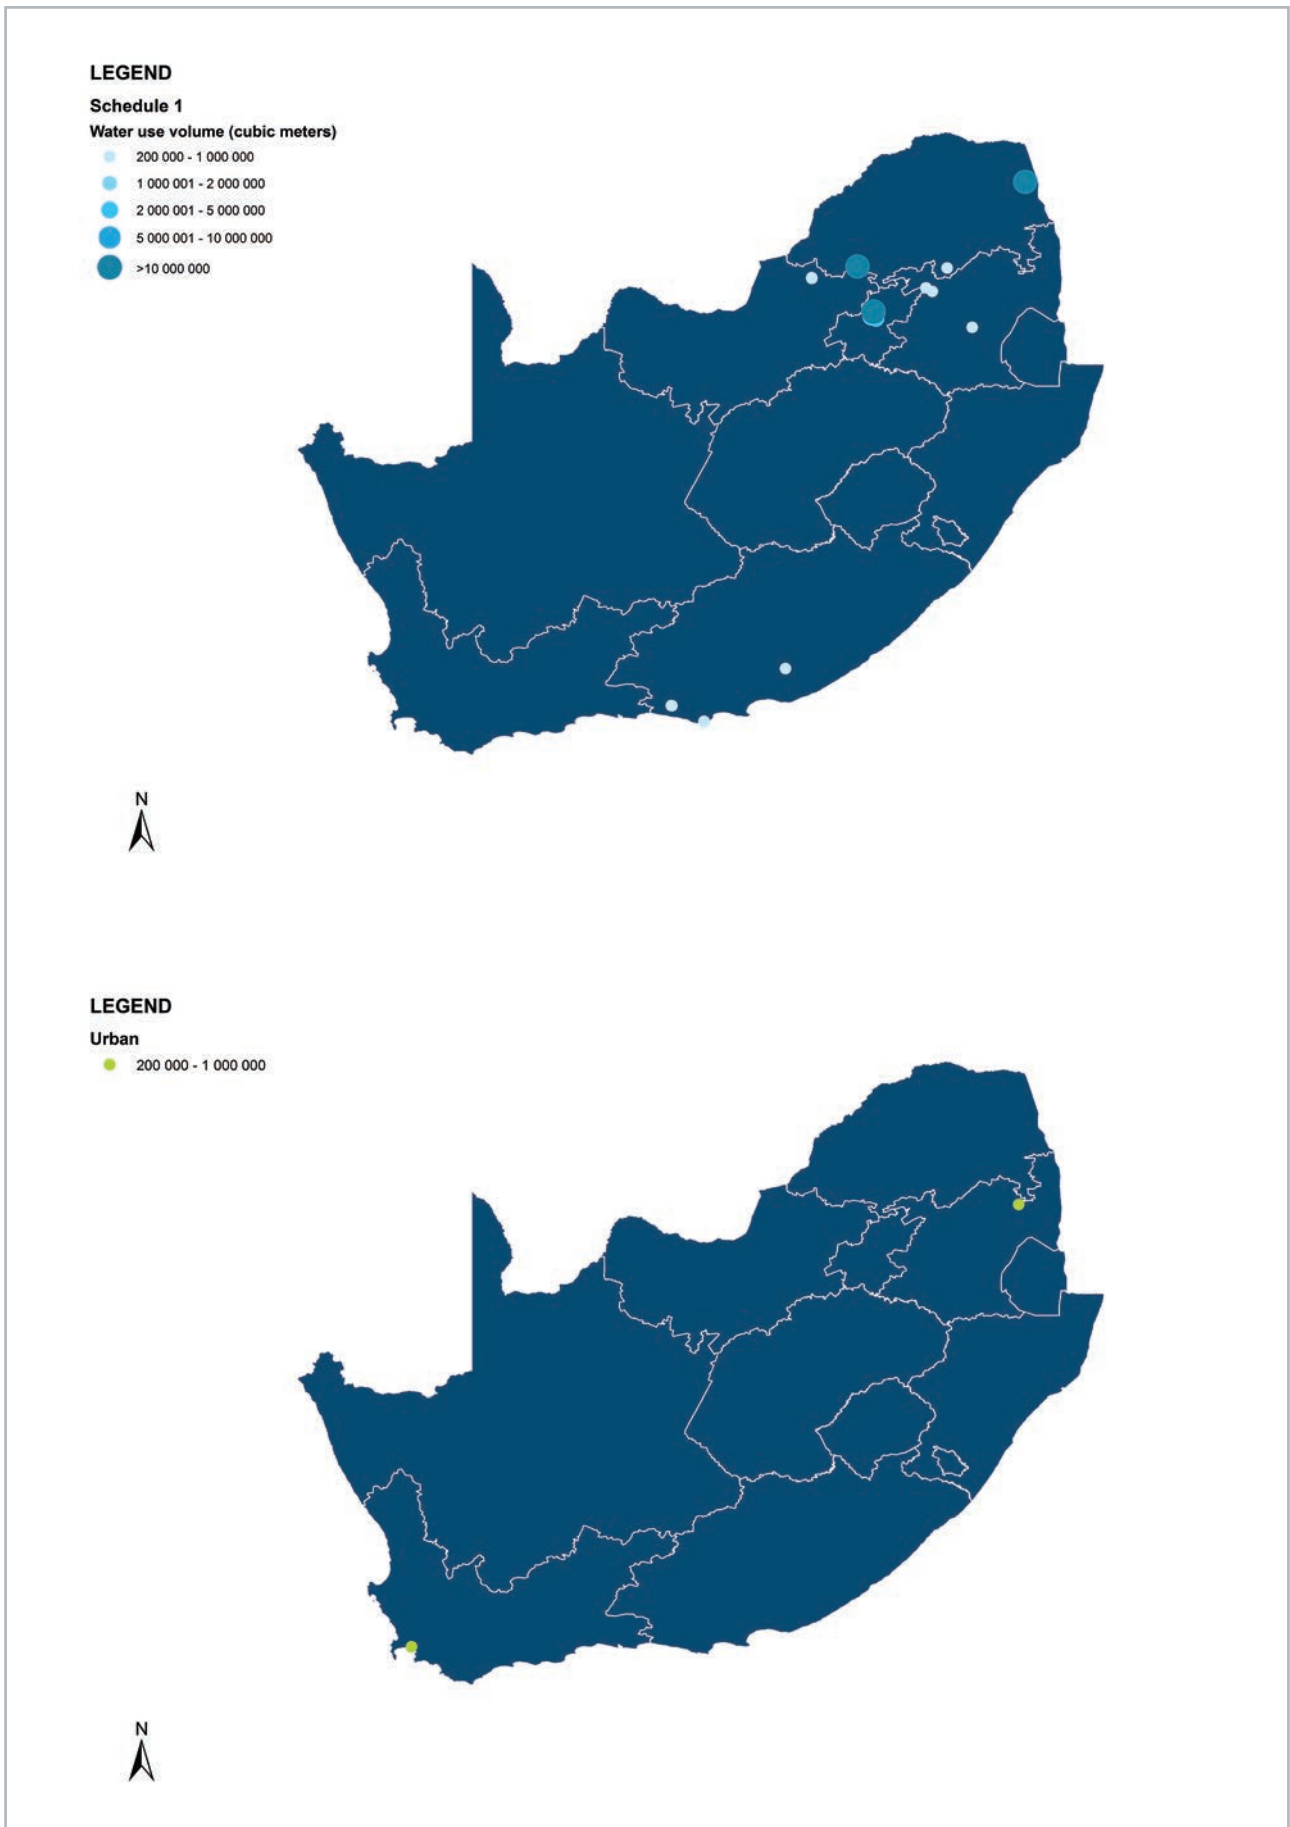 LEGEND
Schedule 1
Water use volume (cubic meters)
200 000 - 1 000 000
1 000 001 - 2 000 000
2 000 001 - 5 000 000
5 000 001 - 10 000 000
>10 000 000
N
LEGEND
Urban
200 000 - 1 000 000
N